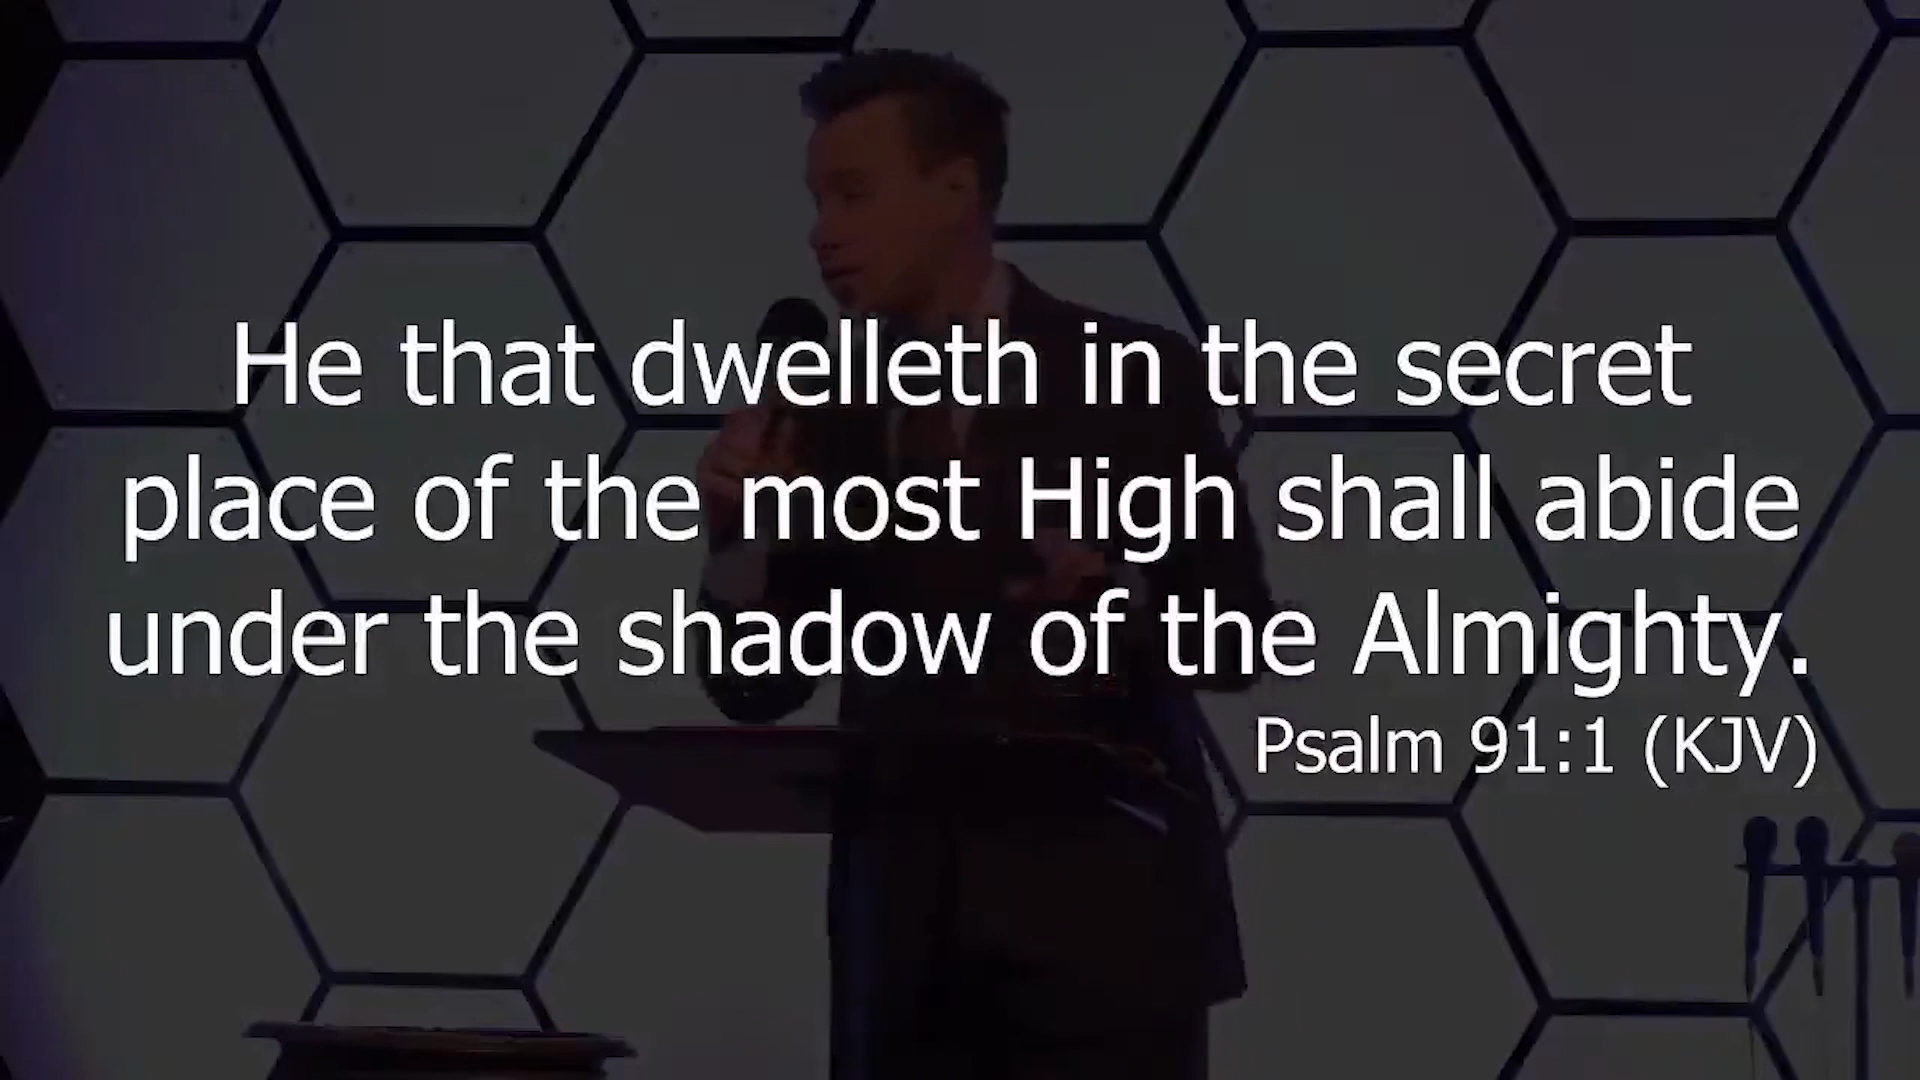 He that dwelleth in the secret
place of the most High shall abide
under the shadow of the Almighty.
Psalm 91:1 (KJV)